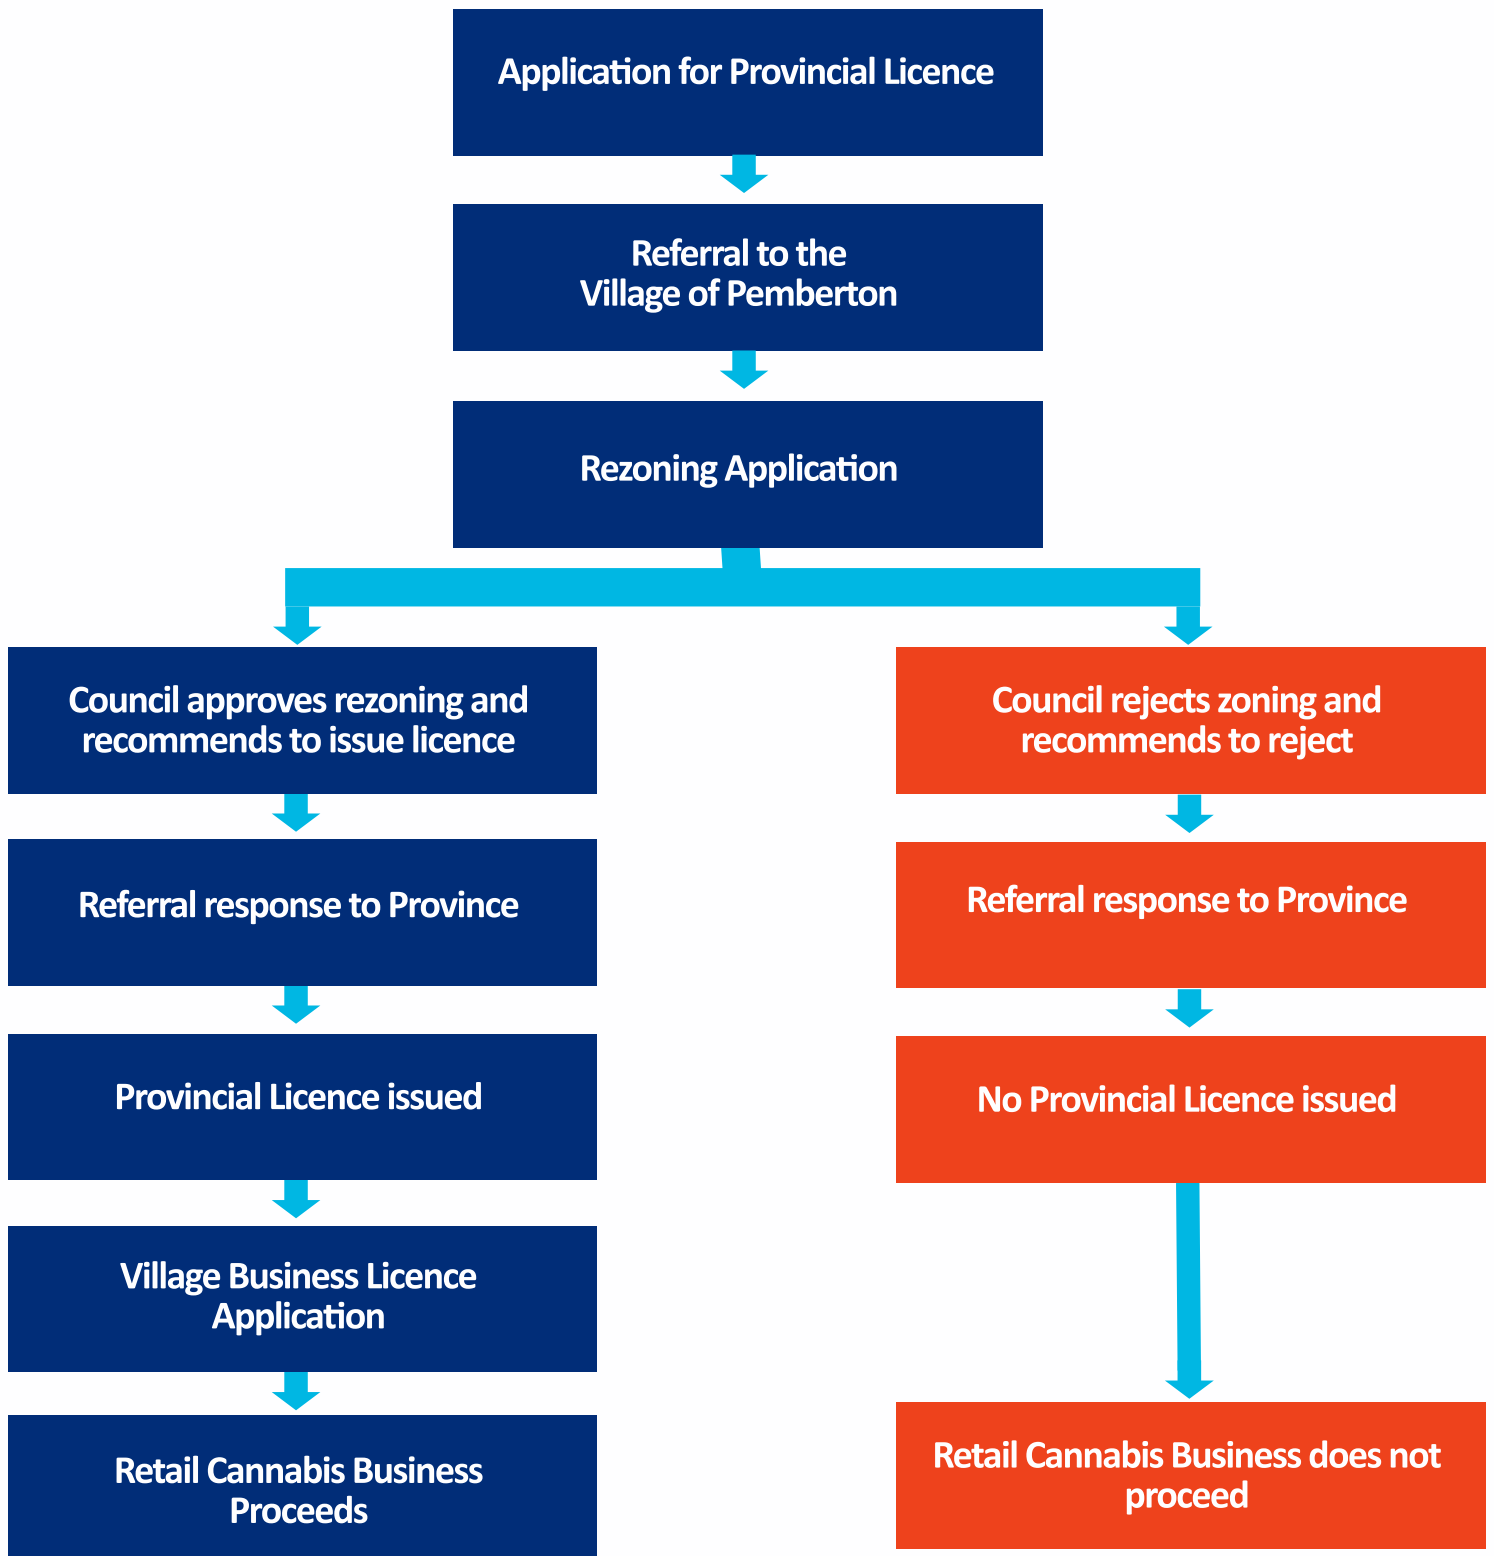 Application for Provincial Licence
Referral to the
Village of Pemberton
Rezoning Application
Council approves rezoning and
recommends to issue licence
Referral response to Province
Provincial Licence issued
Village Business Licence
Application
Retail Cannabis Business
Proceeds
Council rejects zoning and
recommends to reject
Referral response to Province
No Provincial Licence issued
Retail Cannabis Business does not
proceed